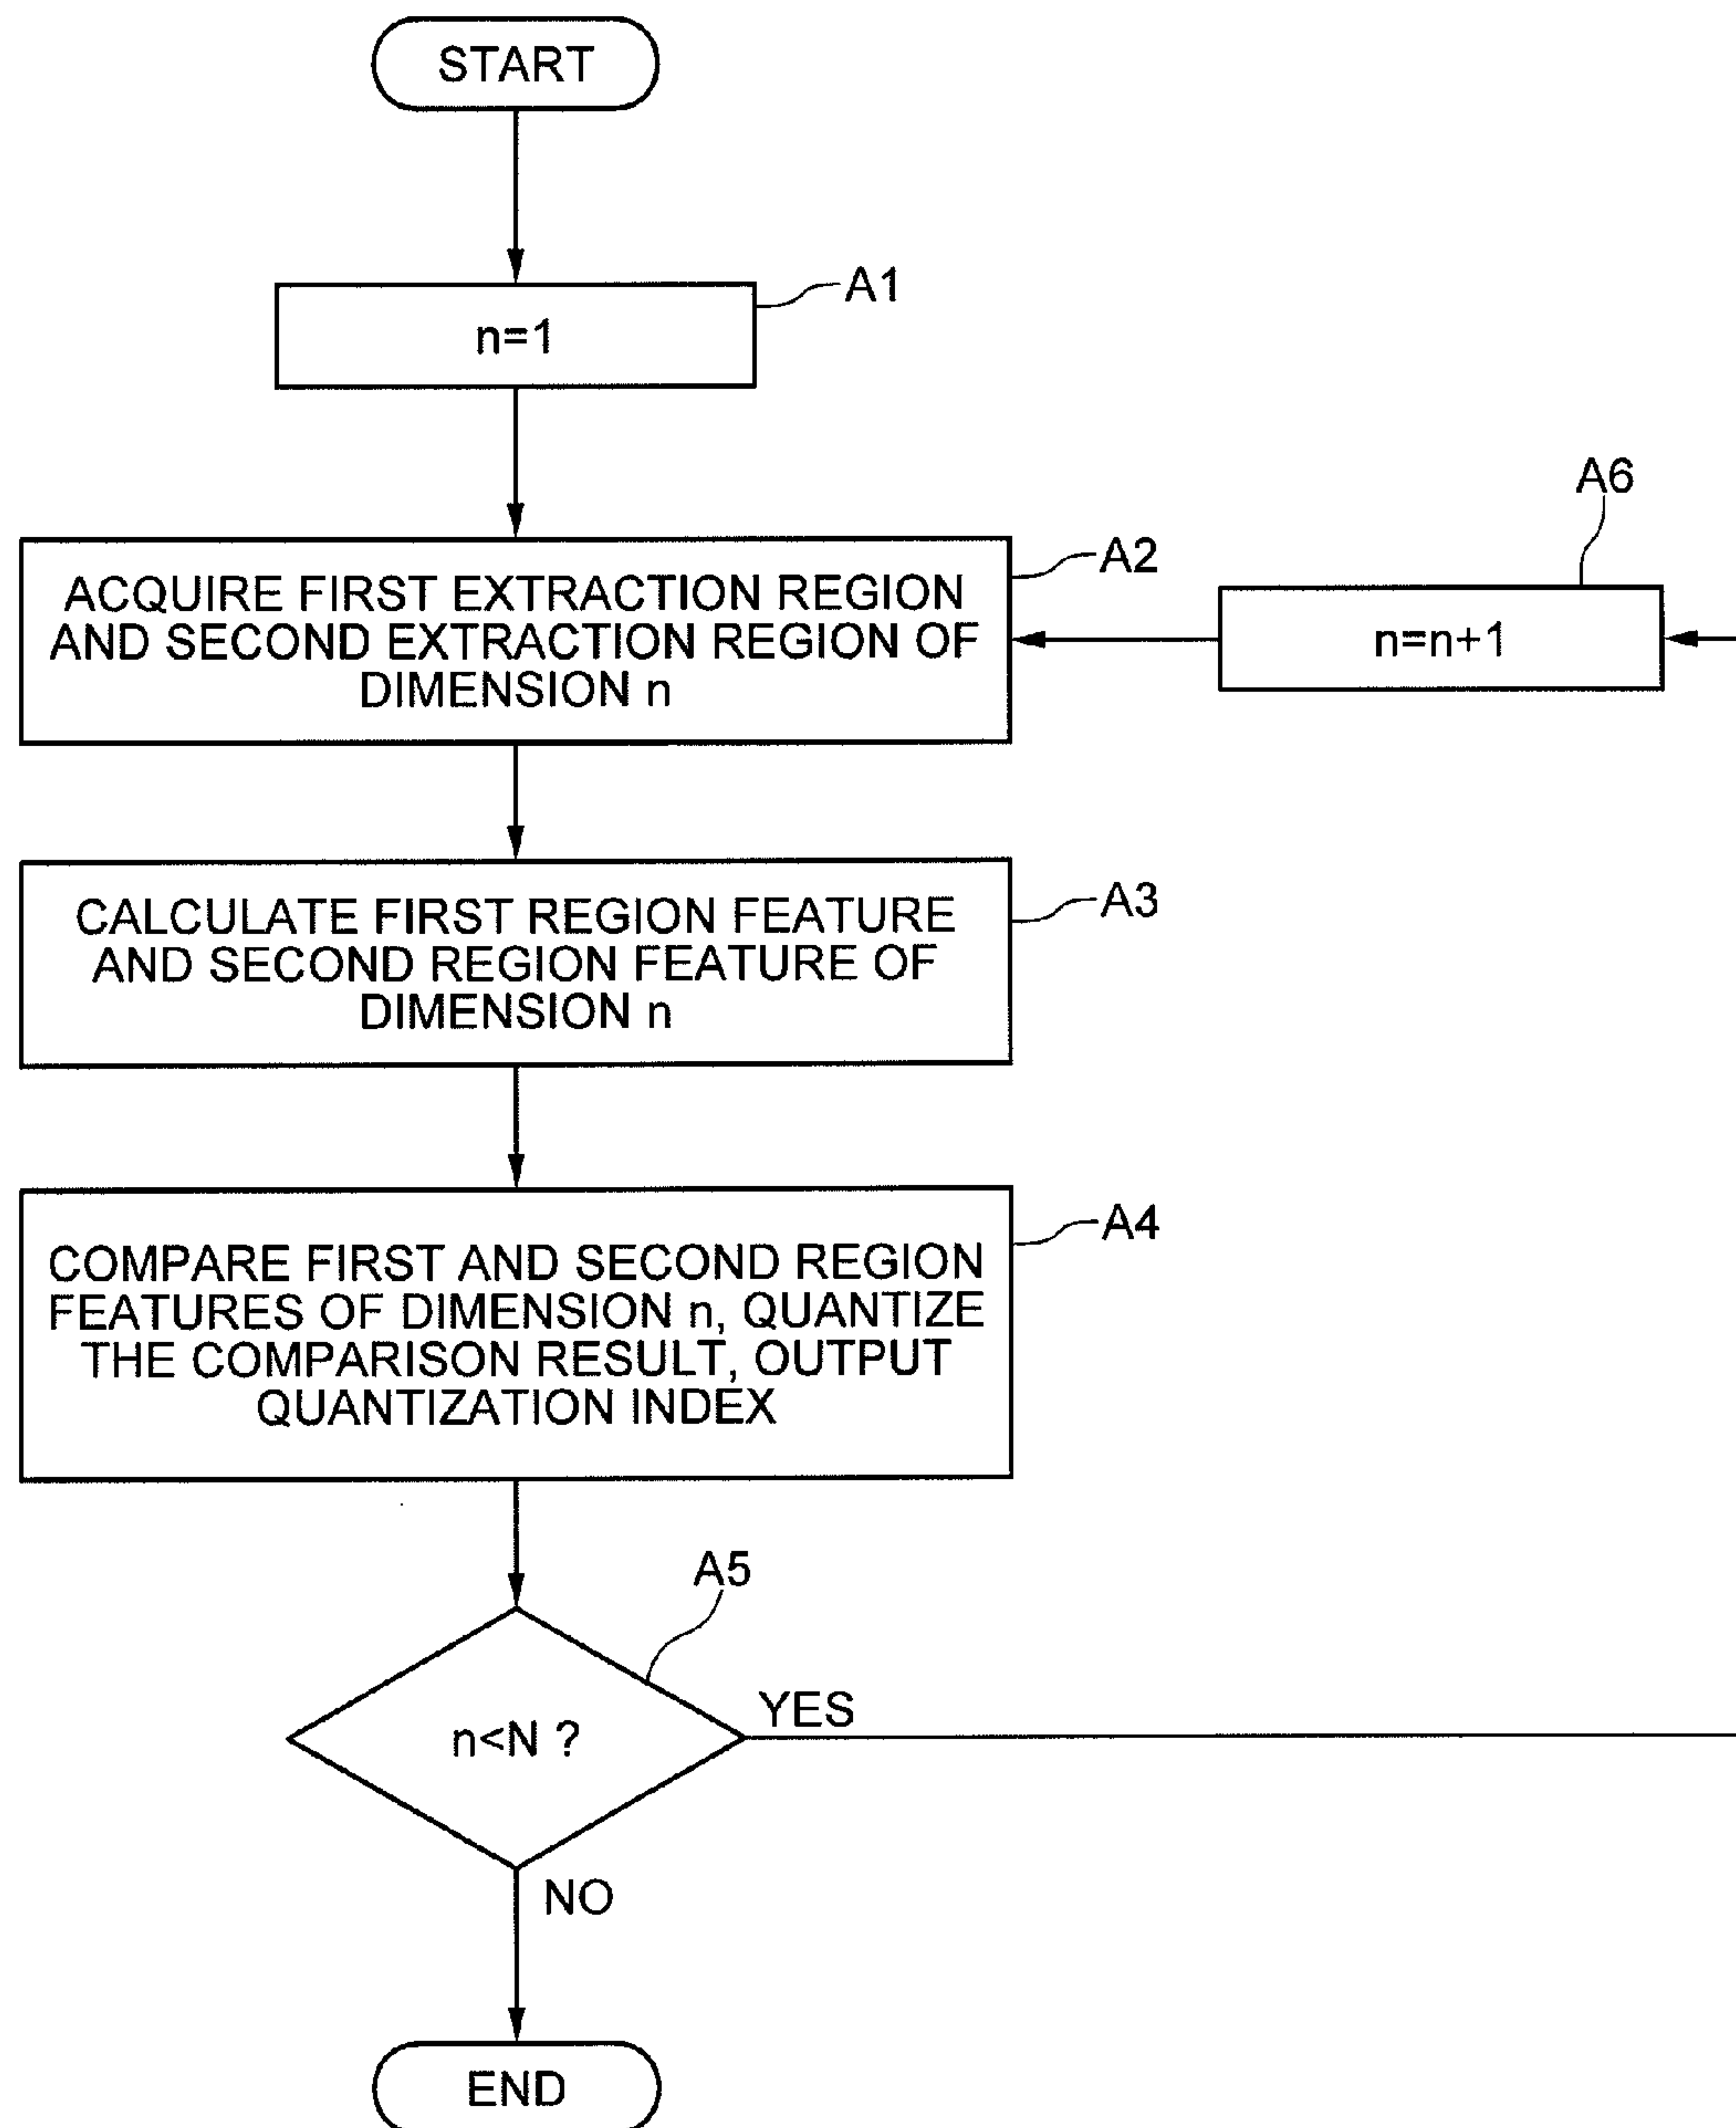 START
A1
n=1
A6
A2
ACQUIRE FIRST EXTRACTION REGION
AND SECOND EXTRACTION REGION OF
DIMENSION n
n=n+1
A3
CALCULATE FIRST REGION FEATURE
AND SECOND REGION FEATURE OF
DIMENSION n
A4
COMPARE FIRST AND SECOND REGION
FEATURES OF DIMENSION n, QUANTIZE
THE COMPARISON RESULT, OUTPUT
QUANTIZATION INDEX
A5
YES
n<N ?
NO
END